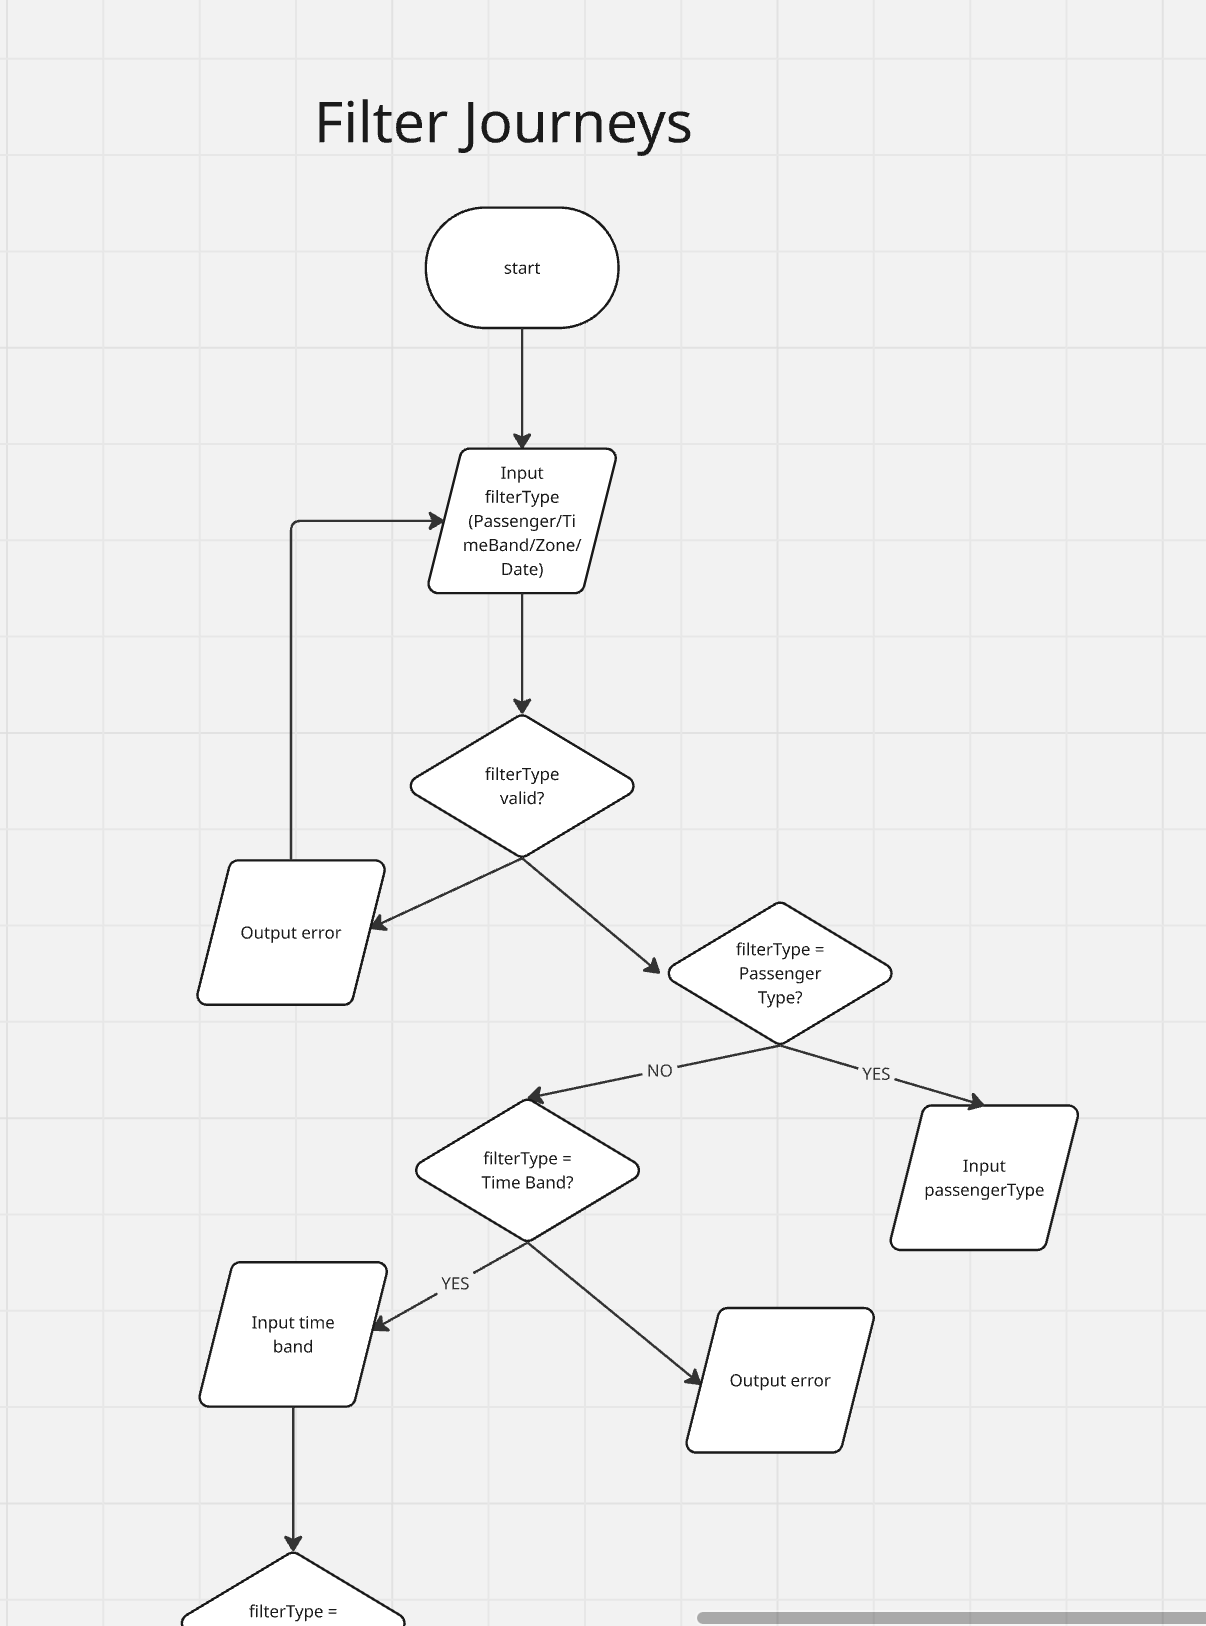 Filter Journeys
start
Input
filterType
(Passenger/Ti
meBand/Zone/
Date)
filterType
valid?
Output error
filterType =
Passenger
Type?
NO
YES
filterType =
Time Band?
Input
passengerType
YES
Input time
band
Output error
filterType =